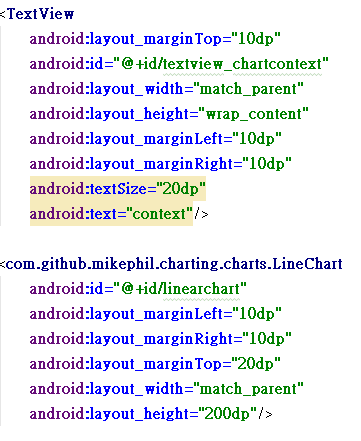 <TextView
android:layout_marginTop="10dp"
android:id="@+id/textview_chartcontext"
android:layout_width="match_parent"
android:layout_height="wrap_content"
android:layout_marginLeft="10dp"
android:layout_marginRight="10dp"
android:textSize="20dp"
android:text="context"/>
<com.github.mikephil.charting.charts.LineChart
android:id="@+id/linearchart"
android:layout_marginLeft="10dp"
android:layout_marginRight="10dp"
android:layout_marginTop="20dp"
android:layout_width="match_parent"
android:layout_height="200dp"/>